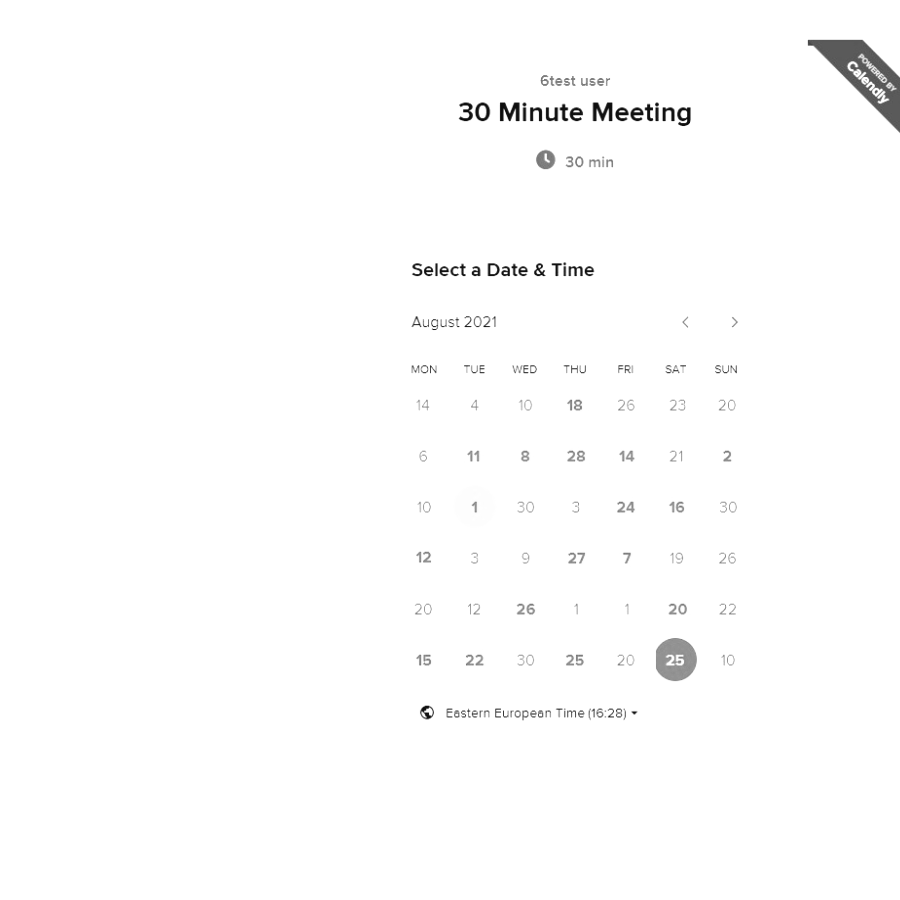 POWERED BY
Calendly
6test user
30 Minute Meeting
30 min
Select a Date & Time
August 2021
MON TUE WED THU FRI SAT SUN
14 4 10 18 26 23 20
6 11 8 28 14 21 2
10 1 30 3 24 16 30
12 3 9 27 7 19 26
20 12 26 1 1 20 22
15 22 30 25 20 25 10
Eastern European Time (16:28)